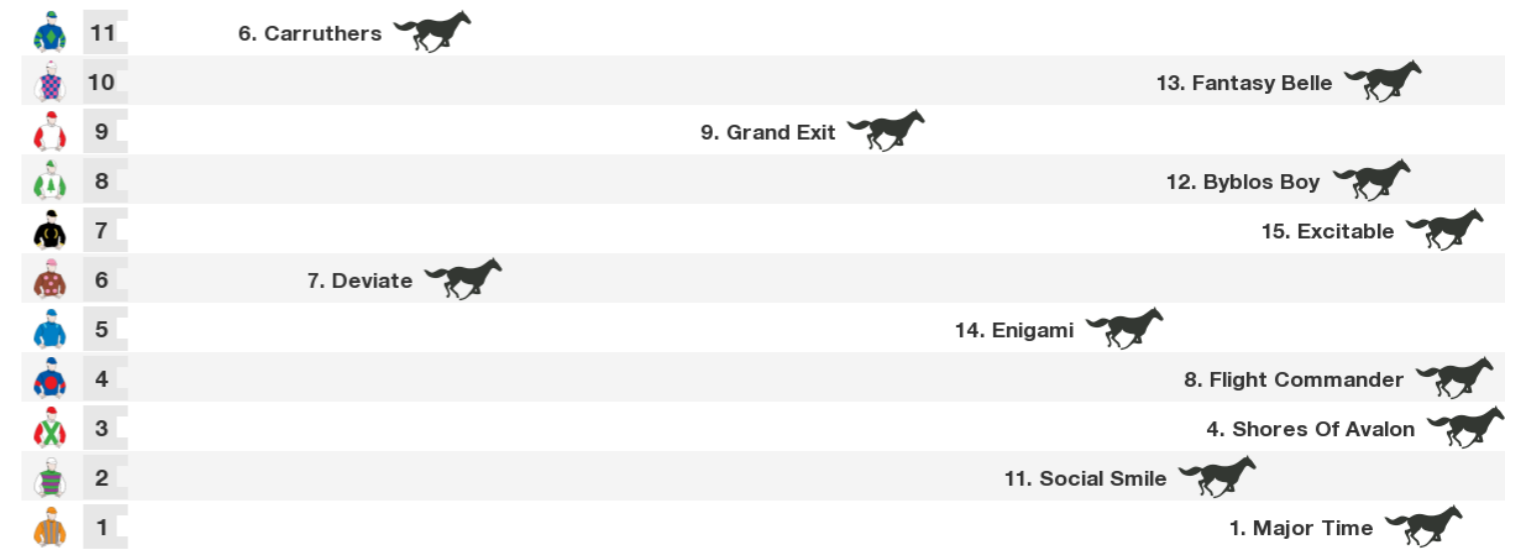 11 6. Carruthers
10 13. Fantasy Belle
9 9. Grand Exit
8 12. Byblos Boy
7 15. Excitable
6 7. Deviate
5 14. Enigami
4 8. Flight Commander
3 4. Shores Of Avalon
2 11. Social Smile
1 1. Major Time